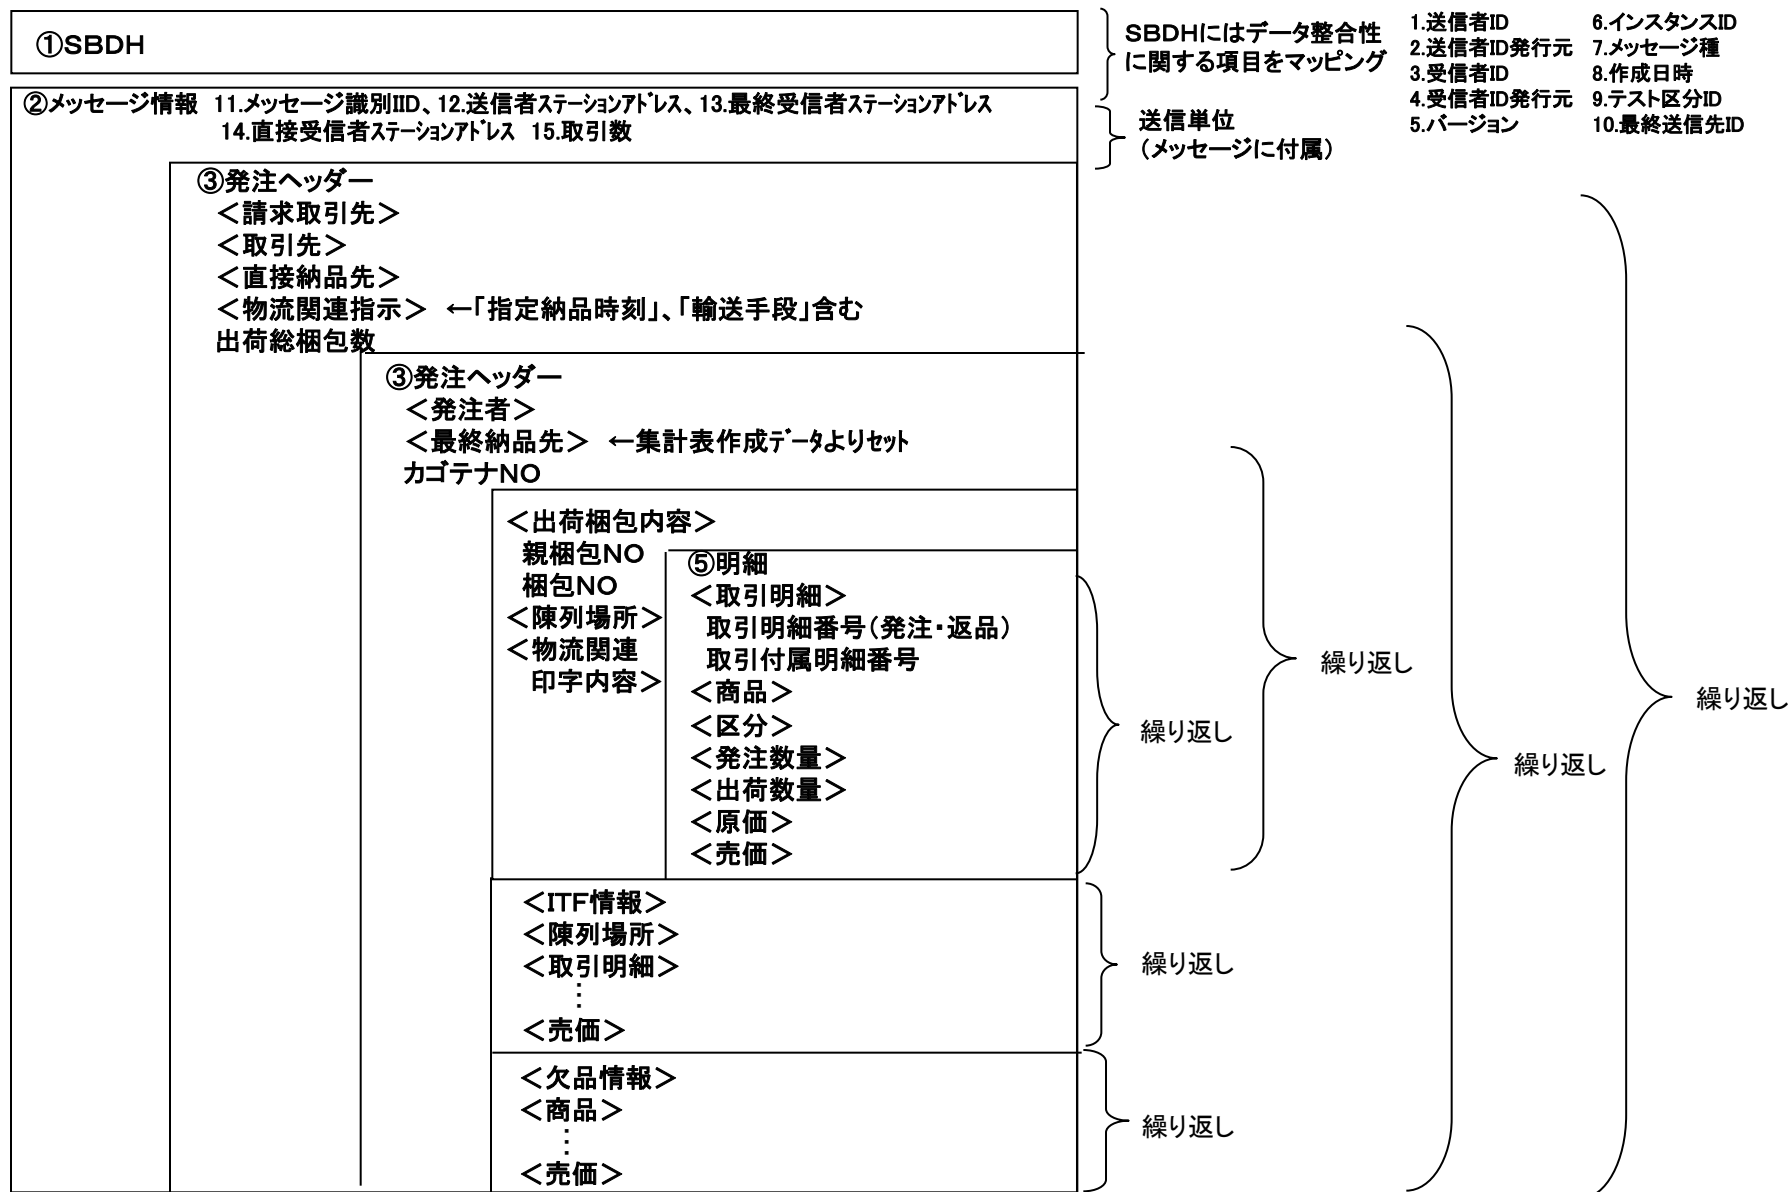 ①SBDH
SBDHにはデータ整合性
に関する項目をマッピング
1.送信者ID
2.送信者ID発行元
3.受信者ID
4.受信者ID発行元
5.バージョン
6.インスタンスID
7.メッセージ種
8.作成日時
9.テスト区分ID
10.最終送信先ID
②メッセージ情報 11.メッセージ識別IID、12.送信者ステーションアドレス、13.最終受信者ステーションアドレス
14.直接受信者ステーションアドレス 15.取引数
送信単位
(メッセージに付属)
③発注ヘッダー
<請求取引先>
<取引先>
<直接納品先>
<物流関連指示> ←「指定納品時刻」、「輸送手段」含む
出荷総梱包数
③発注ヘッダー
<発注者>
<最終納品先> ←集計表作成データよりセット
カゴテナNO
<出荷梱包内容>
親梱包NO
梱包NO
<陳列場所>
<物流関連
印字内容>
⑤明細
<取引明細>
取引明細番号(発注・返品)
取引付属明細番号
<商品>
<区分>
<発注数量>
<出荷数量>
<原価>
<売価>
繰り返し
繰り返し
繰り返し
繰り返し
<ITF情報>
<陳列場所>
<取引明細>
⋮
<売価>
繰り返し
<欠品情報>
<商品>
⋮
<売価>
繰り返し